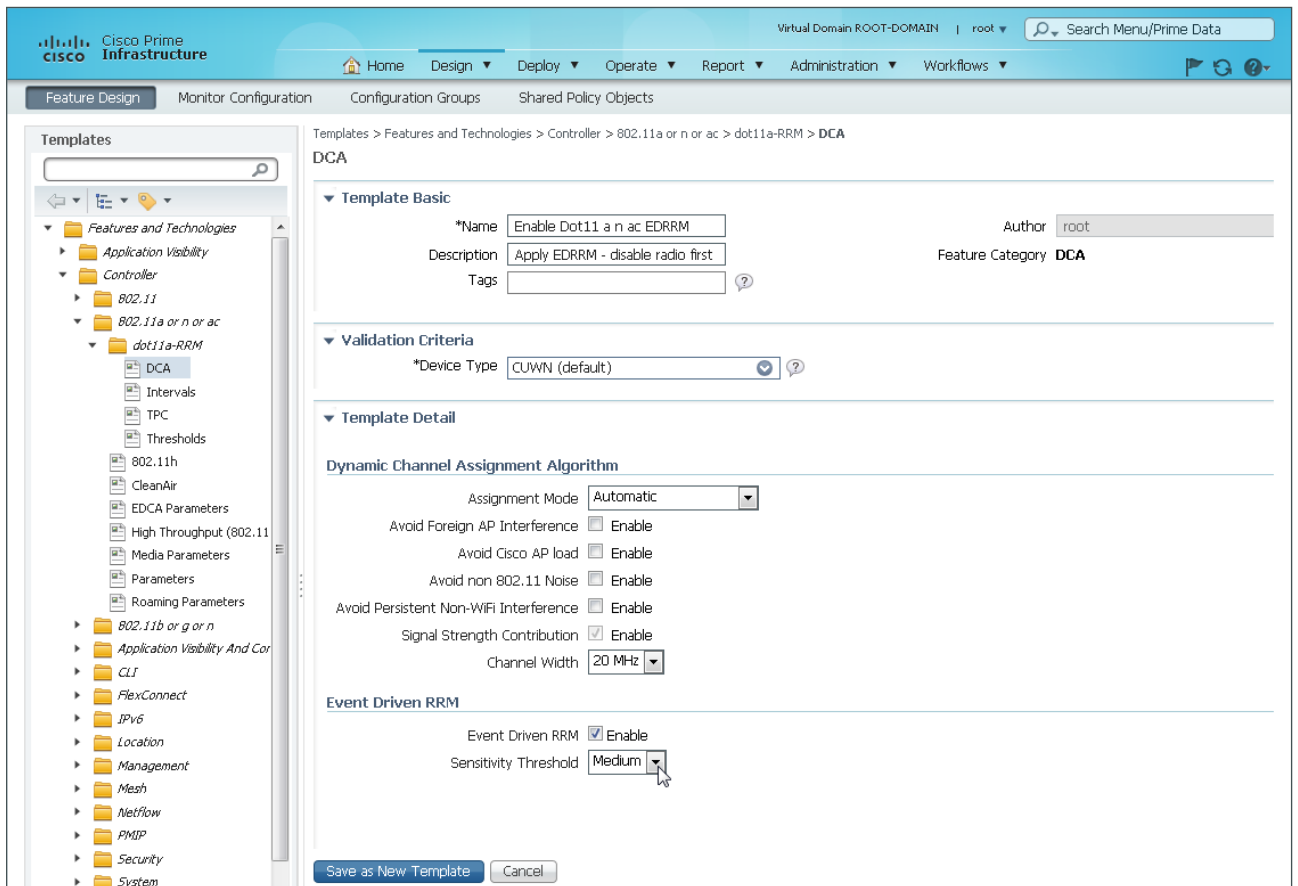 Virtual Domain ROOT-DOMAIN | root Search Menu/Prime Data
cisco Cisco Prime
Infrastructure
Home Design Deploy Operate Report Administration Workflows
Feature Design Monitor Configuration Configuration Groups Shared Policy Objects
Templates
Features and Technologies
Application Visibility
Controller
802.11
802.11a or n or ac
dot11a-RRM
DCA
Intervals
TPC
Thresholds
802.11h
CleanAir
EDCA Parameters
High Throughput (802.11
Media Parameters
Parameters
Roaming Parameters
802.11b or g or n
Application Visibility And Cor
CLI
FlexConnect
IPv6
Location
Management
Mesh
Netflow
PMIP
Security
System
Templates > Features and Technologies > Controller > 802.11a or n or ac > dot11a-RRM > DCA
DCA
Template Basic
*Name Enable Dot11 a n ac EDRRM Author root
Description Apply EDRRM - disable radio first Feature Category DCA
Tags ?
Validation Criteria
*Device Type CUWN (default) ?
Template Detail
Dynamic Channel Assignment Algorithm
Assignment Mode Automatic
Avoid Foreign AP Interference Enable
Avoid Cisco AP load Enable
Avoid non 802.11 Noise Enable
Avoid Persistent Non-WiFi Interference Enable
Signal Strength Contribution Enable
Channel Width 20 MHz
Event Driven RRM
Event Driven RRM Enable
Sensitivity Threshold Medium
Save as New Template Cancel